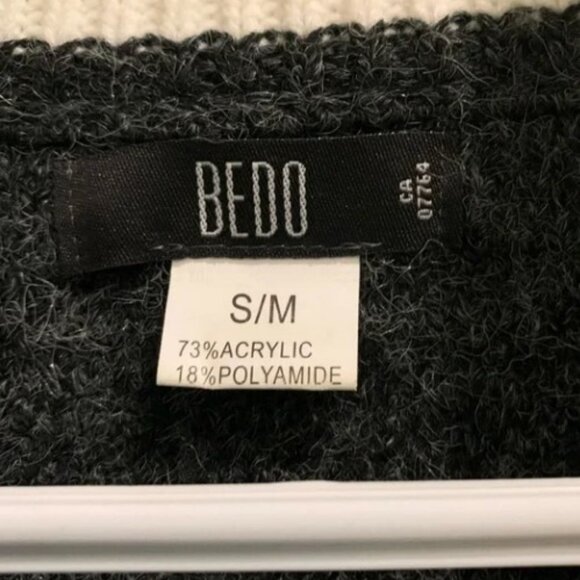 BEDO
CA
07764
S/M
73%ACRYLIC
18%POLYAMIDE